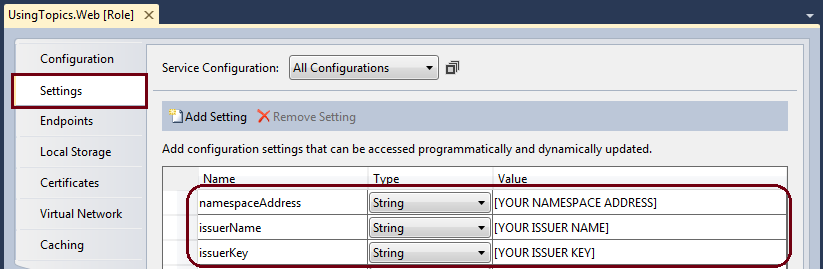 UsingTopics.Web [Role]
Configuration
Settings
Endpoints
Local Storage
Certificates
Virtual Network
Caching
Service Configuration: All Configurations
Add Setting Remove Setting
Add configuration settings that can be accessed programmatically and dynamically updated.
Name Type Value
namespaceAddress String [YOUR NAMESPACE ADDRESS]
issuerName String [YOUR ISSUER NAME]
issuerKey String [YOUR ISSUER KEY]